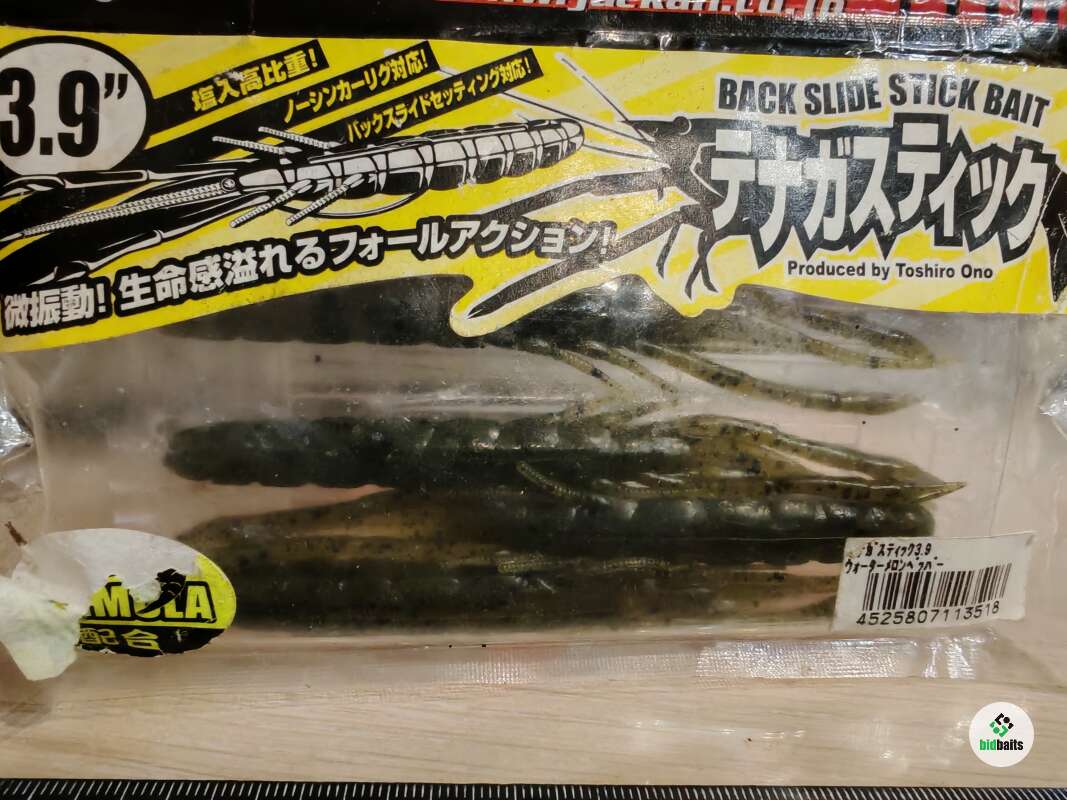 www.jackall.co.jp
3.9"
塩入高比重!
ノーシンカーリグ対応!
バックスライドセッティング対応!
BACK SLIDE STICK BAIT
テナガスティック
Produced by Toshiro Ono
微振動! 生命感溢れるフォールアクション!
配合
ガスティック3.9
ウォーターメロンペッパー
4525807113518
bidbaits